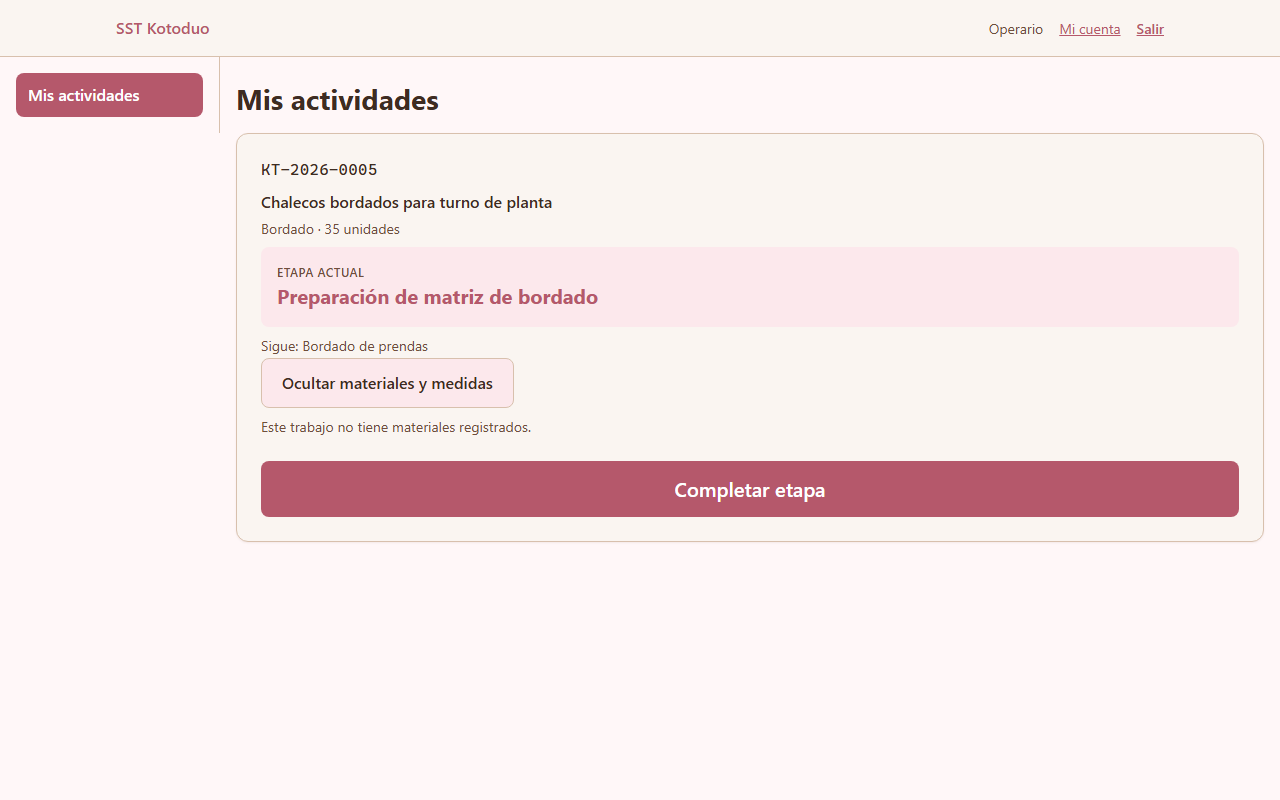 SST Kotoduo
Operario Mi cuenta Salir
Mis actividades
Mis actividades
KT-2026-0005
Chalecos bordados para turno de planta
Bordado · 35 unidades
ETAPA ACTUAL
Preparación de matriz de bordado
Sigue: Bordado de prendas
Ocultar materiales y medidas
Este trabajo no tiene materiales registrados.
Completar etapa